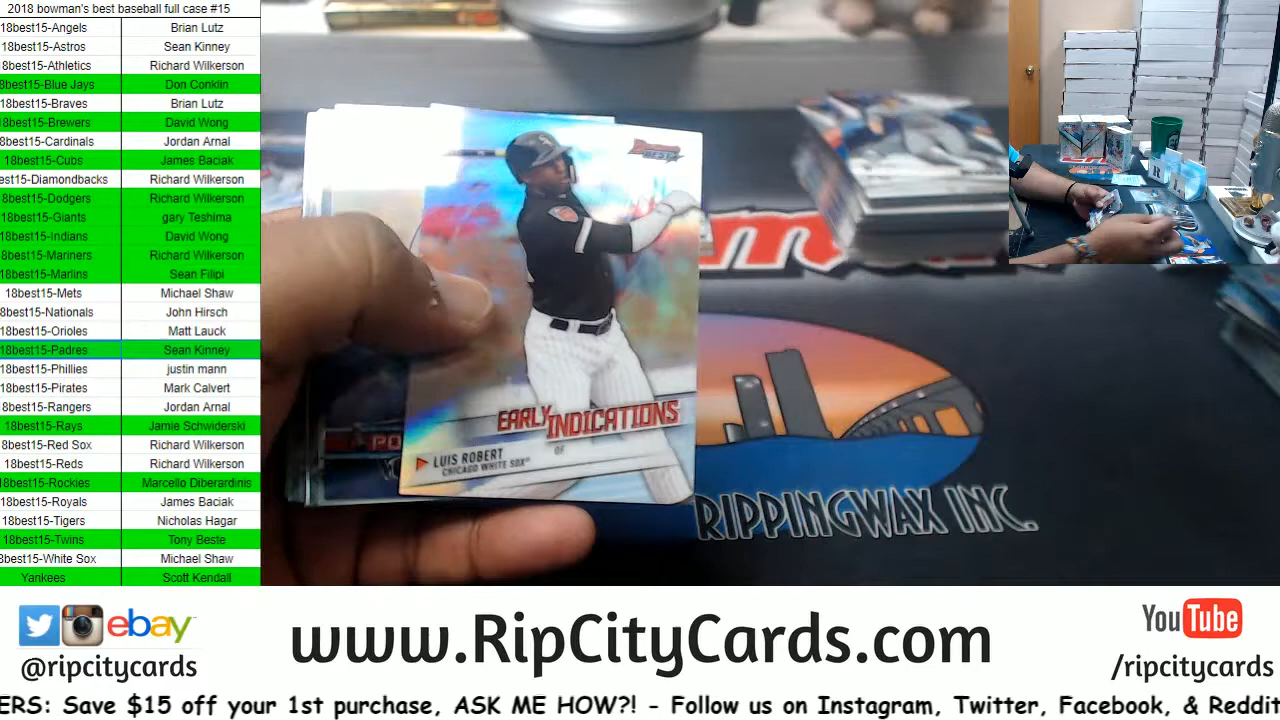 2018 bowman's best baseball full case #15
18best15-Angels Brian Lutz
18best15-Astros Sean Kinney
18best15-Athletics Richard Wilkerson
8best15-Blue Jays Don Conklin
18best15-Braves Brian Lutz
18best15-Brewers David Wong
8best15-Cardinals Jordan Arnal
18best15-Cubs James Baciak
est15-Diamondbacks Richard Wilkerson
8best15-Dodgers Richard Wilkerson
18best15-Giants gary Teshima
18best15-Indians David Wong
8best15-Mariners Richard Wilkerson
18best15-Marlins Sean Filipi
18best15-Mets Michael Shaw
8best15-Nationals John Hirsch
18best15-Orioles Matt Lauck
18best15-Padres Sean Kinney
18best15-Phillies justin mann
18best15-Pirates Mark Calvert
18best15-Rangers Jordan Arnal
18best15-Rays Jamie Schwiderski
8best15-Red Sox Richard Wilkerson
18best15-Reds Richard Wilkerson
18best15-Rockies Marcello Diberardinis
18best15-Royals James Baciak
18best15-Tigers Nicholas Hagar
18best15-Twins Tony Beste
8best15-White Sox Michael Shaw
Yankees Scott Kendall
BEST
EARLY INDICATIONS
OF
LUIS ROBERT
CHICAGO WHITE SOX
PO
RIPPINGWAX INC.
ebay
@ripcitycards
www.RipCityCards.com
YouTube
/ripcitycards
ERS: Save $15 off your 1st purchase, ASK ME HOW?! - Follow us on Instagram, Twitter, Facebook, & Reddit